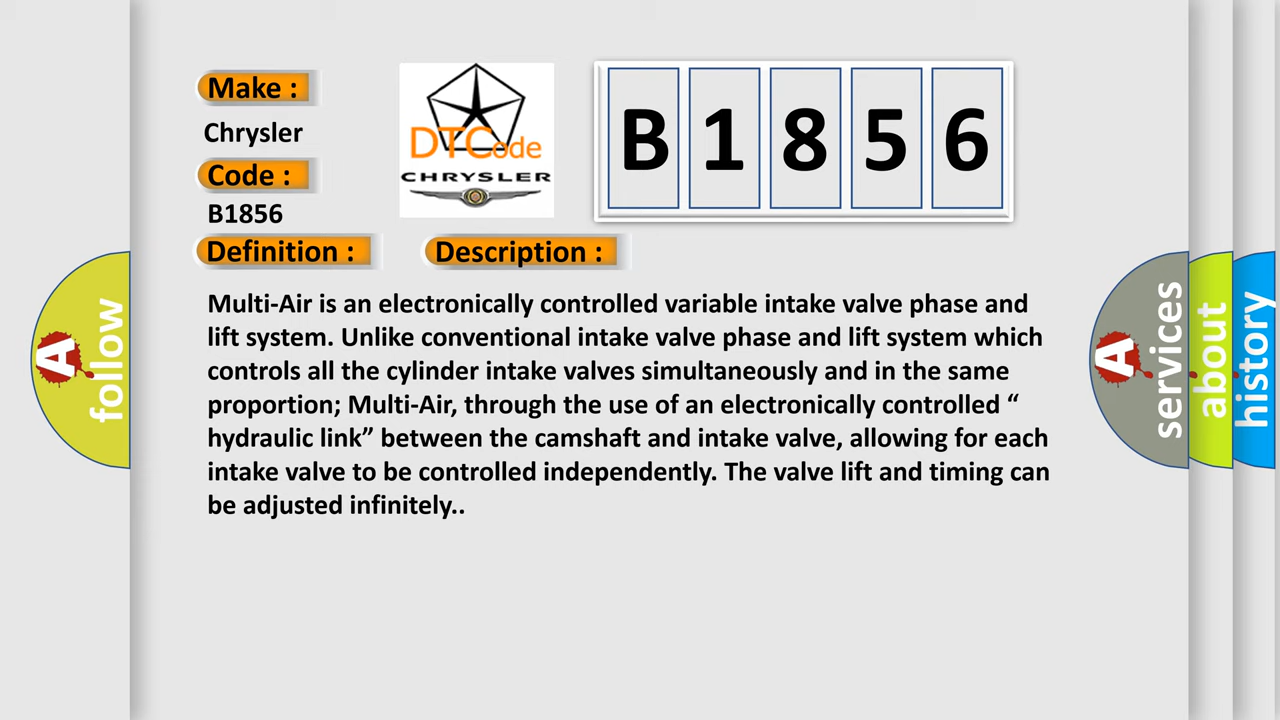 Make :
Chrysler
Code :
B1856
DTCode
CHRYSLER
B1856
Definition :
Description :
Multi-Air is an electronically controlled variable intake valve phase and
lift system. Unlike conventional intake valve phase and lift system which
controls all the cylinder intake valves simultaneously and in the same
proportion; Multi-Air, through the use of an electronically controlled “
hydraulic link” between the camshaft and intake valve, allowing for each
intake valve to be controlled independently. The valve lift and timing can
be adjusted infinitely..
A
follow
A
services
about
history